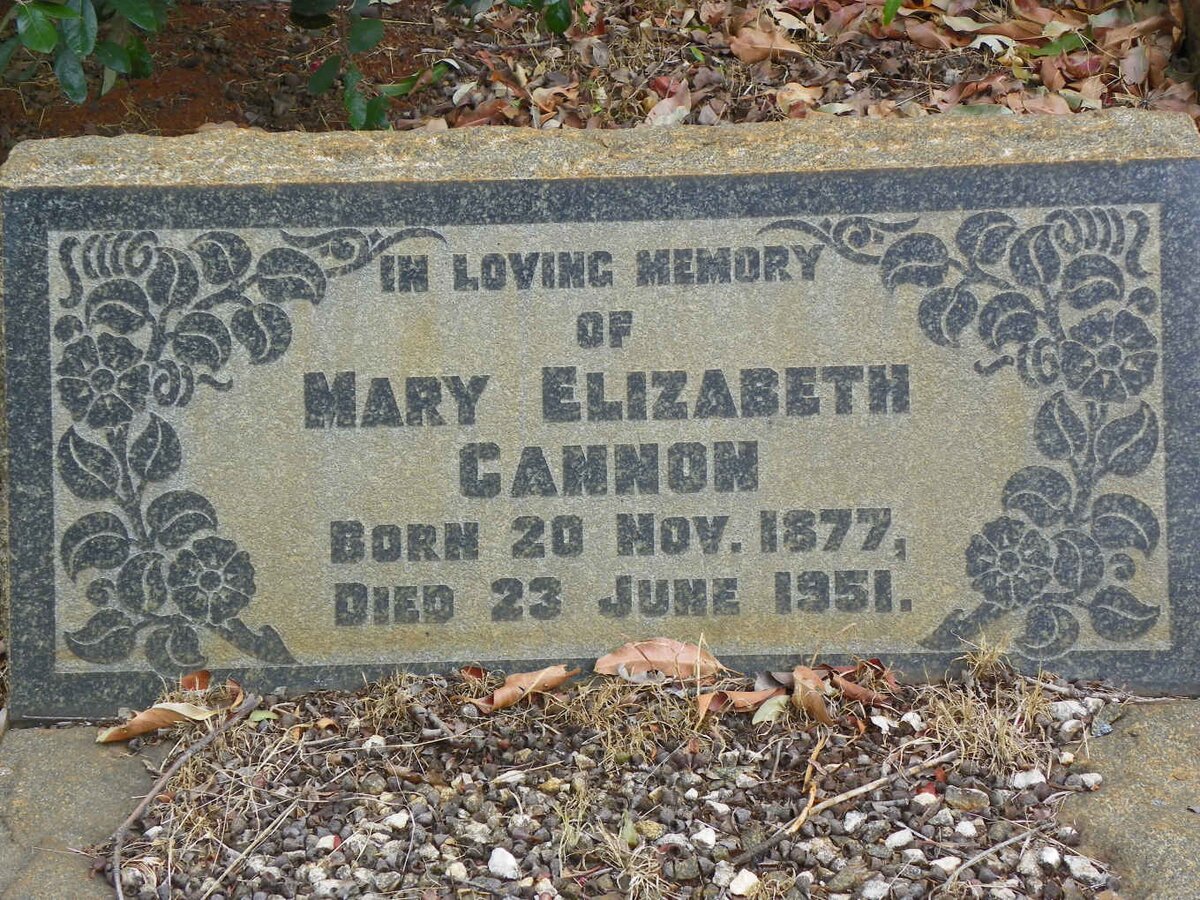 IN LOVING MEMORY
OF
MARY ELIZABETH
CANNON
BORN 20 NOV. 1877,
DIED 23 JUNE 1951.